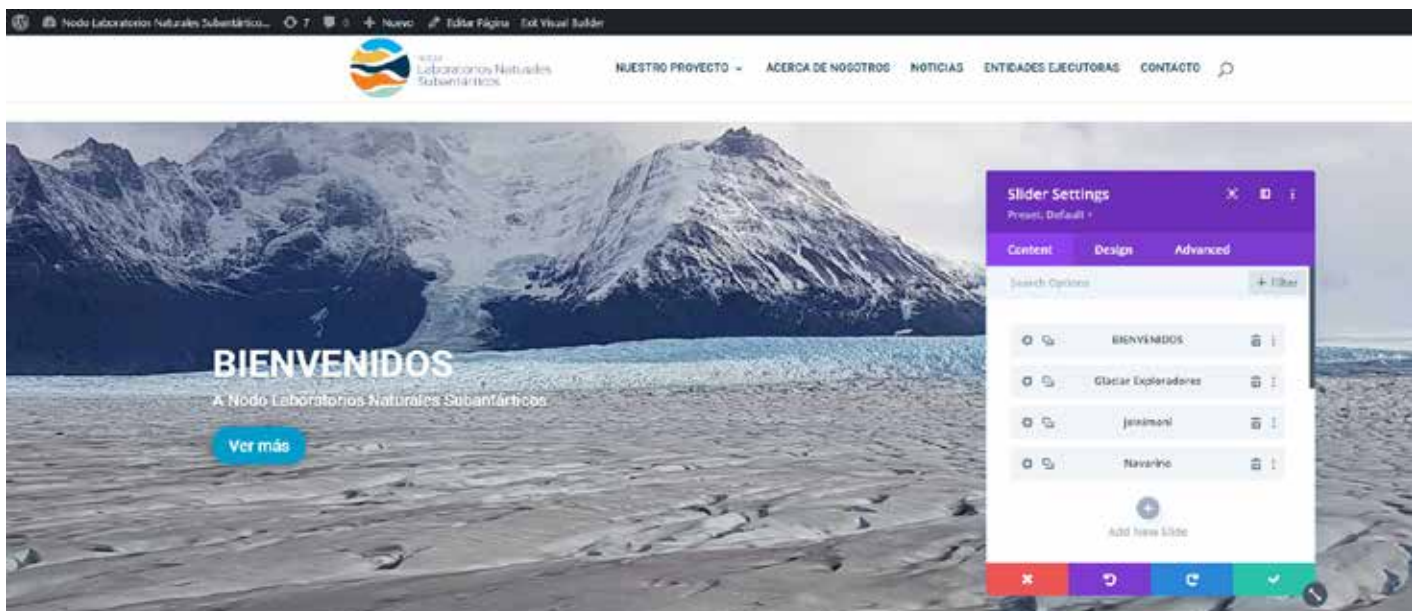 Nodo Laboratorios Naturales Subantártico... 7 0 + Nuevo Editar Página Exit Visual Builder
Laboratorios Naturales
Subantárticos
NUESTRO PROYECTO ACERCA DE NOSOTROS NOTICIAS ENTIDADES EJECUTORAS CONTACTO
BIENVENIDOS
A Nodo Laboratorios Naturales Subantárticos
Ver más
Slider Settings
Preset: Default
Content Design Advanced
Search Options + Filter
BIENVENIDOS
Glaciar Exploradores
Navarino
Add New Slide